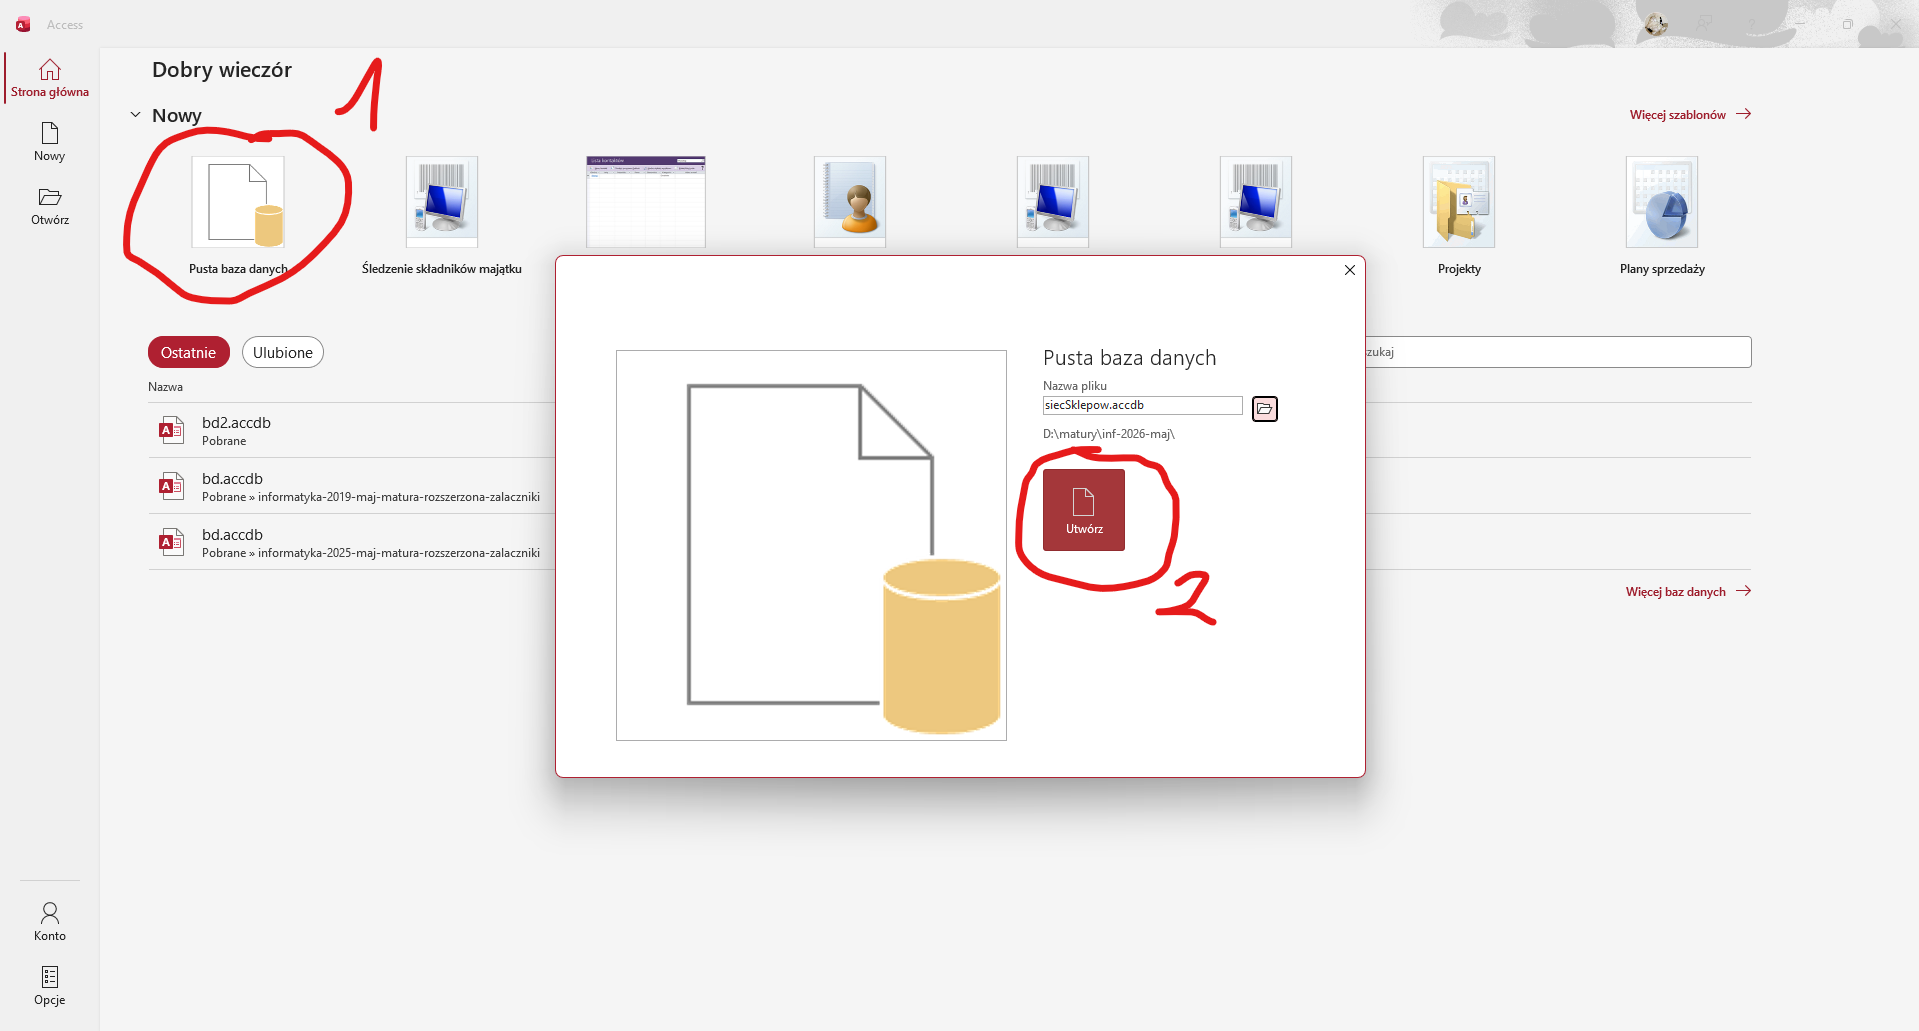 Access
Dobry wieczór
1
Strona główna
Nowy
Otwórz
Nowy
Więcej szablonów
Lista kontaktów
Pusta baza danych
Śledzenie składników majątku
Projekty
Plany sprzedaży
Ostatnie
Ulubione
szukaj
Nazwa
bd2.accdb
Pobrane
bd.accdb
Pobrane » informatyka-2019-maj-matura-rozszerzona-zalaczniki
bd.accdb
Pobrane » informatyka-2025-maj-matura-rozszerzona-zalaczniki
Pusta baza danych
Nazwa pliku
siecSklepow.accdb
D:\matury\inf-2026-maj\
Utwórz
2
Więcej baz danych
Konto
Opcje